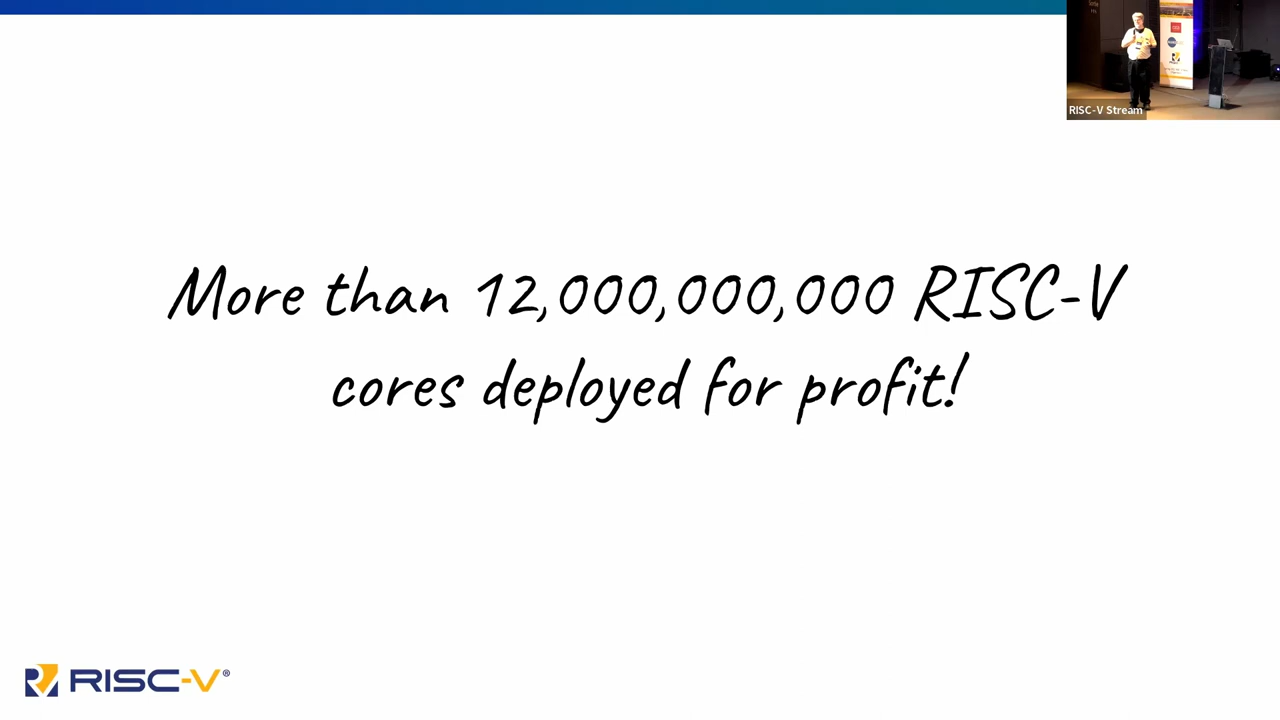 RISC-V Stream
More than 12,000,000,000 RISC-V
cores deployed for profit!
RISC-V®